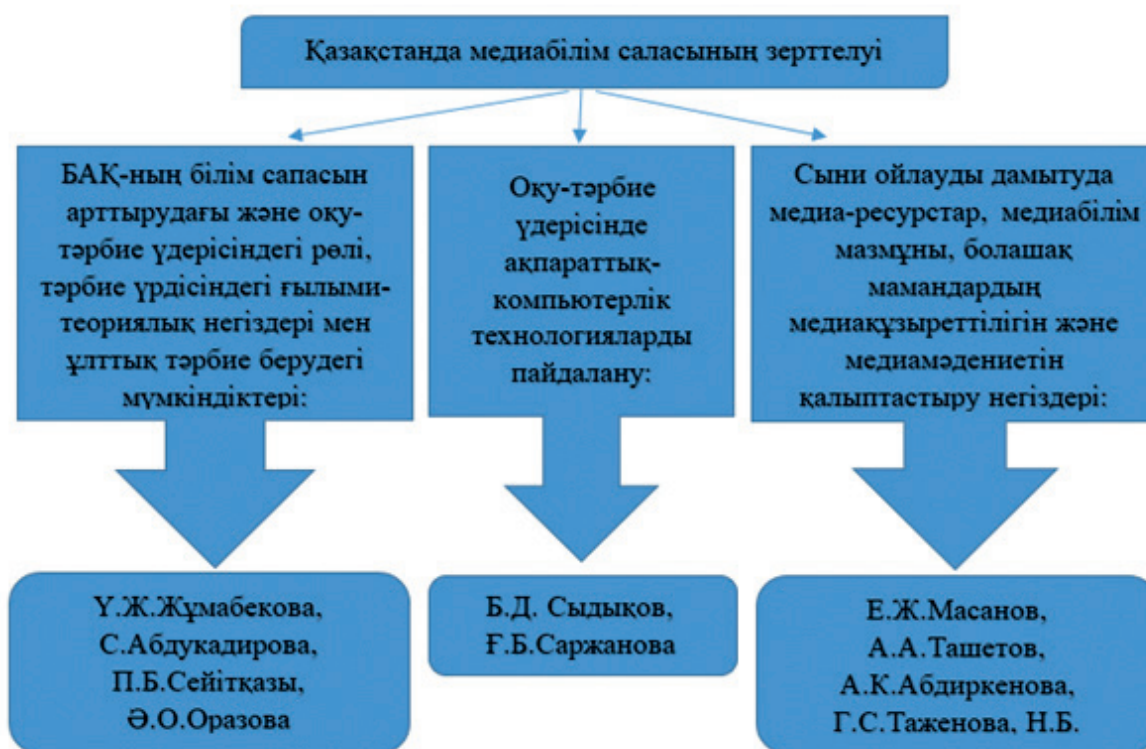 Қазақстанда медиабілім саласының зерттелуі
БАҚ-ның білім сапасын
арттырудағы және оқу-
тәрбие үдерісіндегі рөлі,
тәрбие үрдісіндегі ғылыми-
теориялық негіздері мен
ұлттық тәрбие берудегі
мүмкіндіктері:
Оқу-тәрбие
үдерісінде
ақпараттық-
компьютерлік
технологияларды
пайдалану:
Сыни ойлауды дамытуда
медиа-ресурстар, медиабілім
мазмұны, болашақ
мамандардың
медиақұзыреттілігін және
медиамәдениетін
қалыптастыру негіздері:
Ү.Ж.Жұмабекова,
С.Абдукадирова,
П.Б.Сейітқазы,
Ә.О.Оразова
Б.Д. Сыдықов,
Ғ.Б.Саржанова
Е.Ж.Масанов,
А.А.Ташетов,
А.К.Абдиркенова,
Г.С.Таженова, Н.Б.